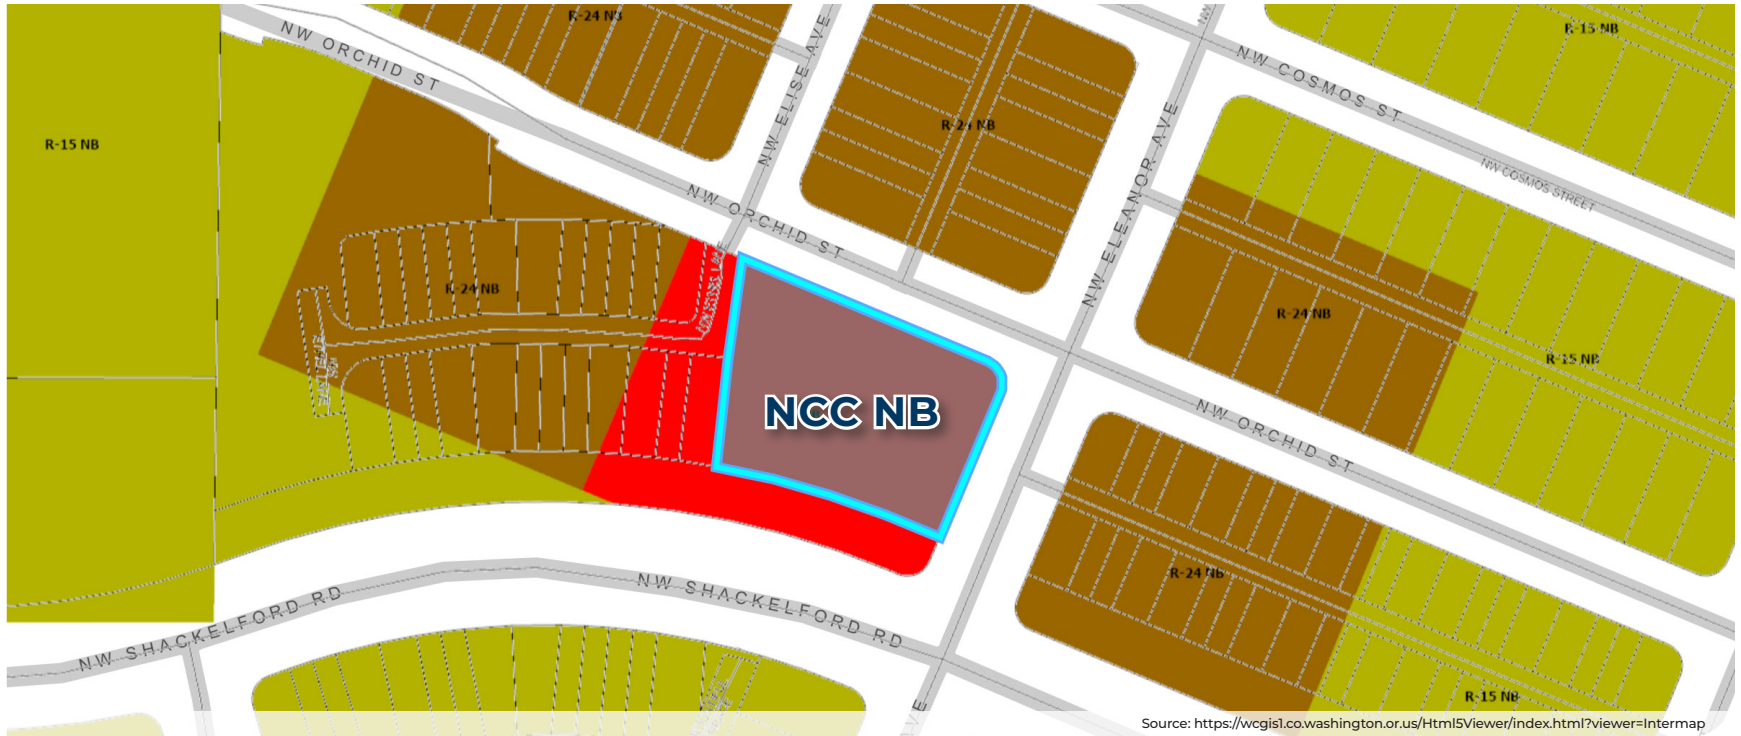 R-24 NB
R-15 NB
NW ORCHID ST
NW ELISE AVE
NW COSMOS ST
R-15 NB
R-24 NB
NW ELEANOR AVE
NW COSMOS STREET
NW ORCHID ST
R-24 NB
R-24 NB
R-15 NB
NCC NB
NW ORCHID ST
R-24 NB
NW SHACKELFORD RD
NW SHACKELFORD RD
R-15 NB
AVE
Source: https://wcgis1.co.washington.or.us/Html5Viewer/index.html?viewer=Intermap